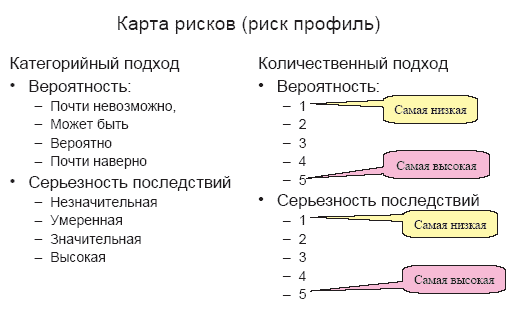 Карта рисков (риск профиль)
Категорийный подход
• Вероятность:
– Почти невозможно,
– Может быть
– Вероятно
– Почти наверно
• Серьезность последствий
– Незначительная
– Умеренная
– Значительная
– Высокая
Количественный подход
• Вероятность:
– 1
Самая низкая
– 2
– 3
– 4
Самая высокая
– 5
• Серьезность последствий
– 1
Самая низкая
– 2
– 3
– 4
Самая высокая
– 5